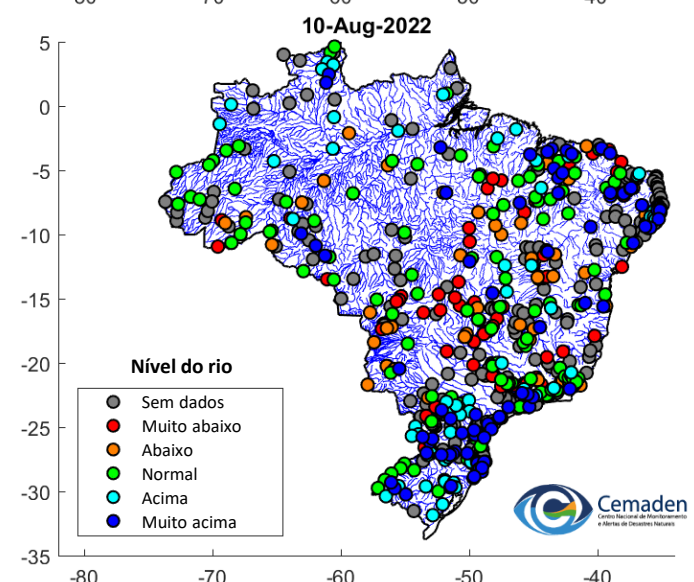 10-Aug-2022
5
0
-5
-10
-15
-20
-25
-30
-35
-80
-70
-60
-50
-40
Nível do rio
Sem dados
Muito abaixo
Abaixo
Normal
Acima
Muito acima
Cemaden
Centro Nacional de Monitoramento
e Alertas de Desastres Naturais